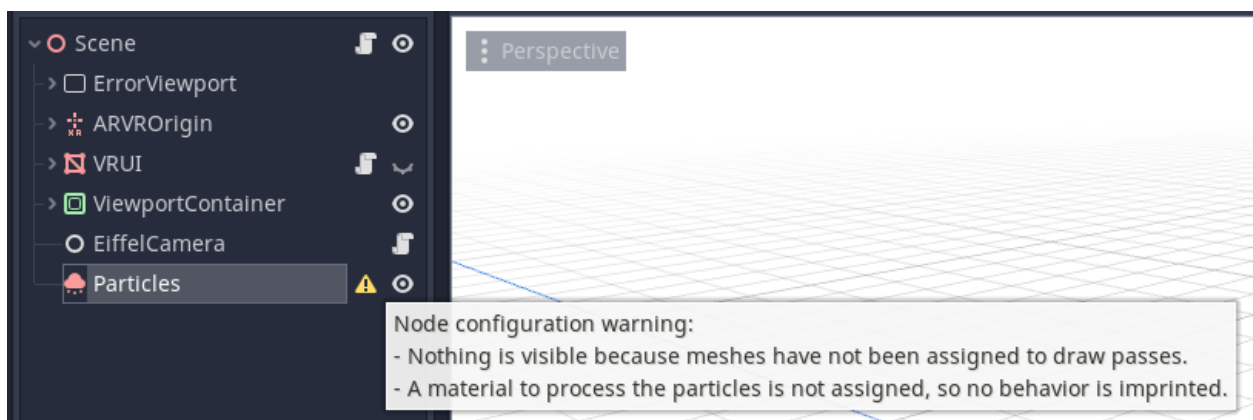 Scene
Perspective
ErrorViewport
ARVROrigin
VRUI
ViewportContainer
EiffelCamera
Particles
Node configuration warning:
- Nothing is visible because meshes have not been assigned to draw passes.
- A material to process the particles is not assigned, so no behavior is imprinted.